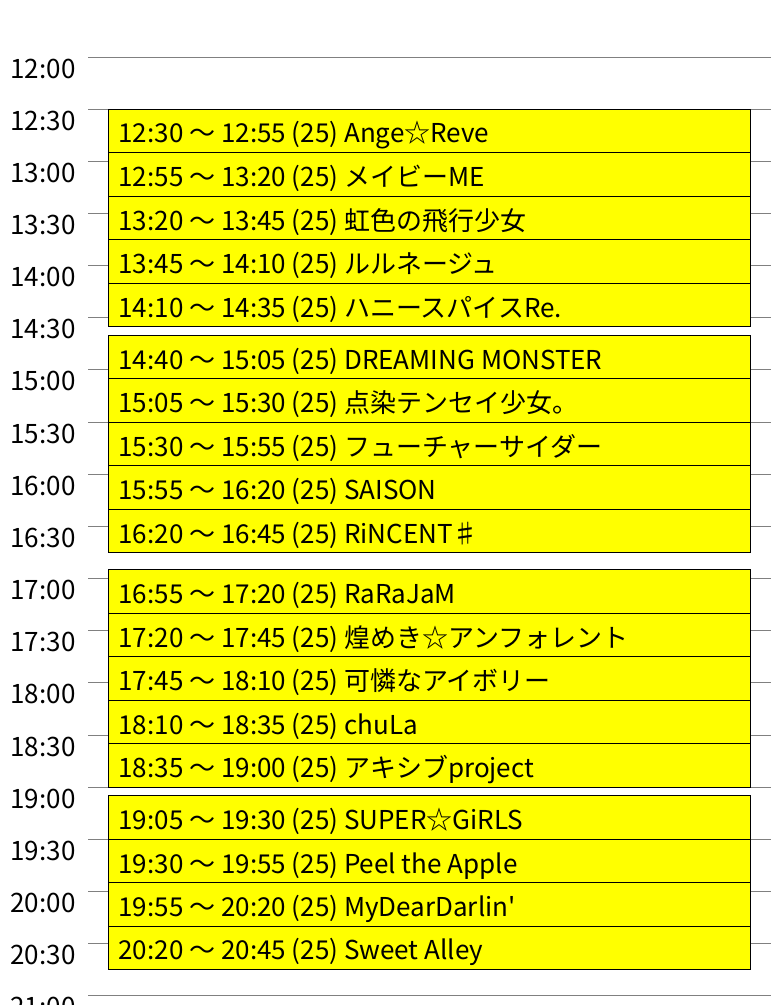 12:00
12:30
12:30 ～ 12:55 (25) Ange☆Reve
13:00
12:55 ～ 13:20 (25) メイビーME
13:30
13:20 ～ 13:45 (25) 虹色の飛行少女
14:00
13:45 ～ 14:10 (25) ルルネージュ
14:10 ～ 14:35 (25) ハニースパイスRe.
14:30
14:40 ～ 15:05 (25) DREAMING MONSTER
15:00
15:05 ～ 15:30 (25) 点染テンセイ少女。
15:30
15:30 ～ 15:55 (25) フューチャーサイダー
16:00
15:55 ～ 16:20 (25) SAISON
16:30
16:20 ～ 16:45 (25) RiNCENT♯
17:00
16:55 ～ 17:20 (25) RaRaJaM
17:30
17:20 ～ 17:45 (25) 煌めき☆アンフォレント
18:00
17:45 ～ 18:10 (25) 可憐なアイボリー
18:10 ～ 18:35 (25) chuLa
18:30
18:35 ～ 19:00 (25) アキシブproject
19:00
19:05 ～ 19:30 (25) SUPER☆GiRLS
19:30
19:30 ～ 19:55 (25) Peel the Apple
20:00
19:55 ～ 20:20 (25) MyDearDarlin'
20:30
20:20 ～ 20:45 (25) Sweet Alley
21:00